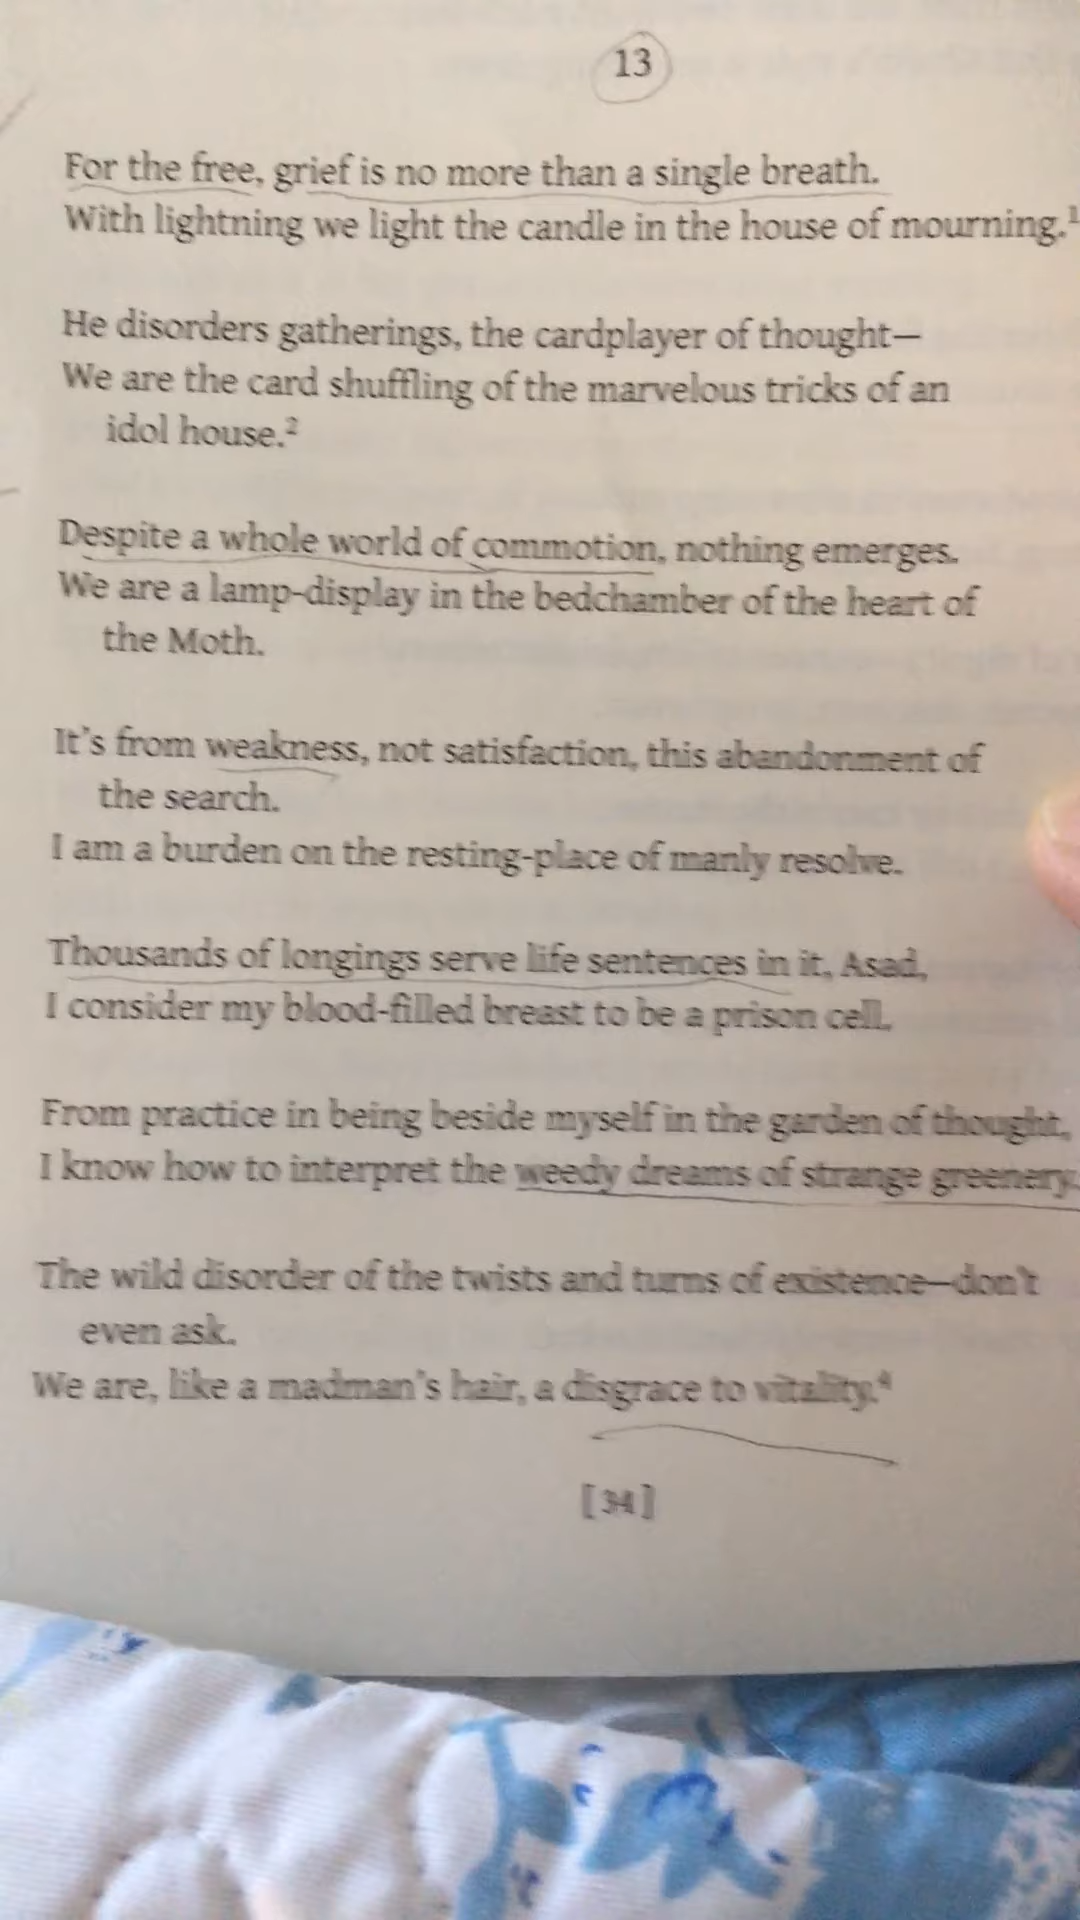 13
For the free, grief is no more than a single breath.
With lightning we light the candle in the house of mourning.1
He disorders gatherings, the cardplayer of thought—
We are the card shuffling of the marvelous tricks of an
idol house.2
Despite a whole world of commotion, nothing emerges.
We are a lamp-display in the bedchamber of the heart of
the Moth.
It's from weakness, not satisfaction, this abandonment of
the search.
I am a burden on the resting-place of manly resolve.
Thousands of longings serve life sentences in it, Asad,
I consider my blood-filled breast to be a prison cell.
From practice in being beside myself in the garden of thought,
I know how to interpret the weedy dreams of strange greenery.
The wild disorder of the twists and turns of existence—don't
even ask.
We are, like a madman's hair, a disgrace to vitality.4
[34]